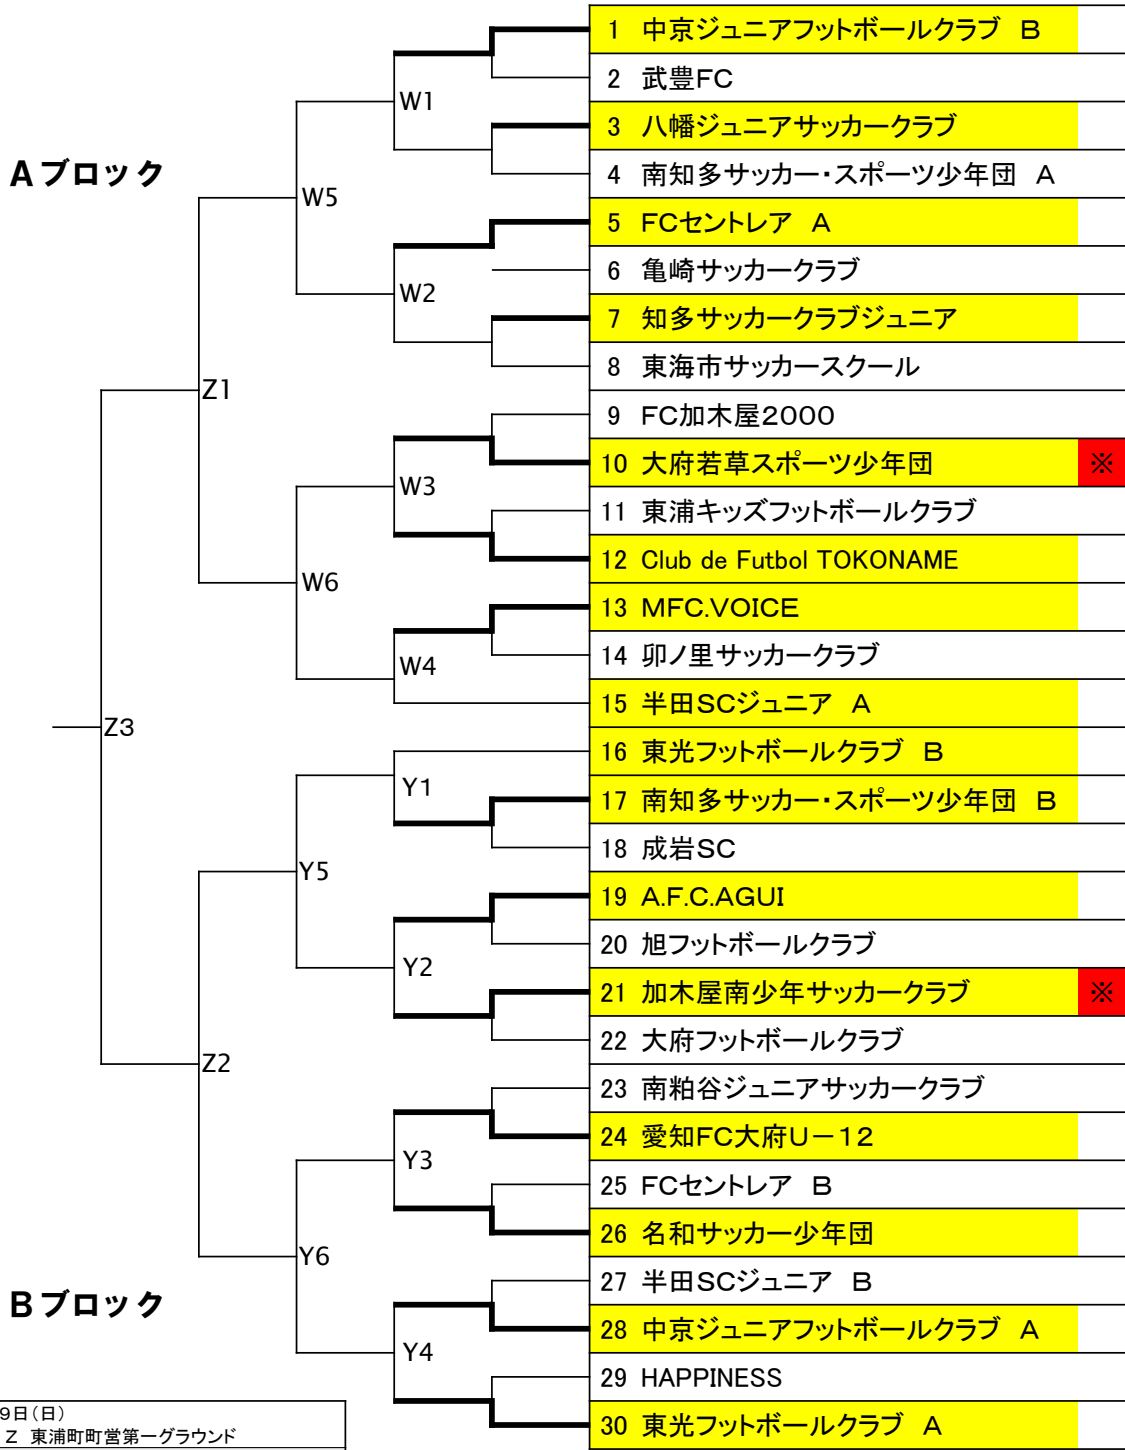 1 中京ジュニアフットボールクラブ B
2 武豊FC
W1
3 八幡ジュニアサッカークラブ
Aブロック
4 南知多サッカー・スポーツ少年団 A
W5
5 FCセントレア A
6 亀崎サッカークラブ
W2
7 知多サッカークラブジュニア
8 東海市サッカースクール
Z1
9 FC加木屋2000
10 大府若草スポーツ少年団 ※
W3
11 東浦キッズフットボールクラブ
12 Club de Futbol TOKONAME
W6
13 MFC.VOICE
14 卯ノ里サッカークラブ
W4
15 半田SCジュニア A
Z3
16 東光フットボールクラブ B
Y1
17 南知多サッカー・スポーツ少年団 B
18 成岩SC
Y5
19 A.F.C.AGUI
20 旭フットボールクラブ
Y2
21 加木屋南少年サッカークラブ ※
22 大府フットボールクラブ
Z2
23 南粕谷ジュニアサッカークラブ
24 愛知FC大府U-12
Y3
25 FCセントレア B
26 名和サッカー少年団
Y6
27 半田SCジュニア B
Bブロック
28 中京ジュニアフットボールクラブ A
Y4
29 HAPPINESS
30 東光フットボールクラブ A
9日(日)
Z 東浦町町営第一グラウンド